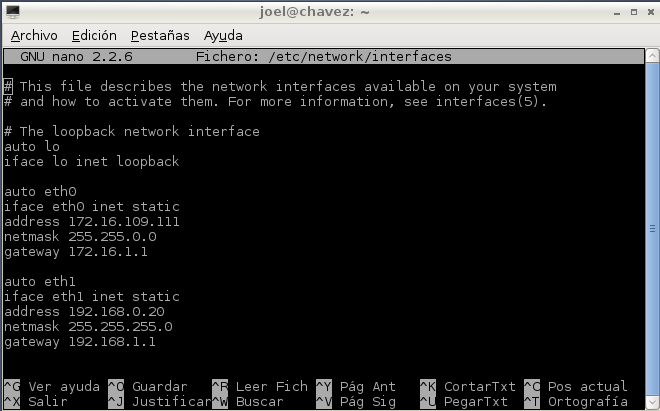 joel@chavez: ~
Archivo Edición Pestañas Ayuda
GNU nano 2.2.6 Fichero: /etc/network/interfaces
# This file describes the network interfaces available on your system
# and how to activate them. For more information, see interfaces(5).
# The loopback network interface
auto lo
iface lo inet loopback
auto eth0
iface eth0 inet static
address 172.16.109.111
netmask 255.255.0.0
gateway 172.16.1.1
auto eth1
iface eth1 inet static
address 192.168.0.20
netmask 255.255.255.0
gateway 192.168.1.1
^G Ver ayuda ^O Guardar ^R Leer Fich ^Y Pág Ant ^K CortarTxt ^C Pos actual
^X Salir ^J Justificar ^W Buscar ^V Pág Sig ^U PegarTxt ^T Ortografía